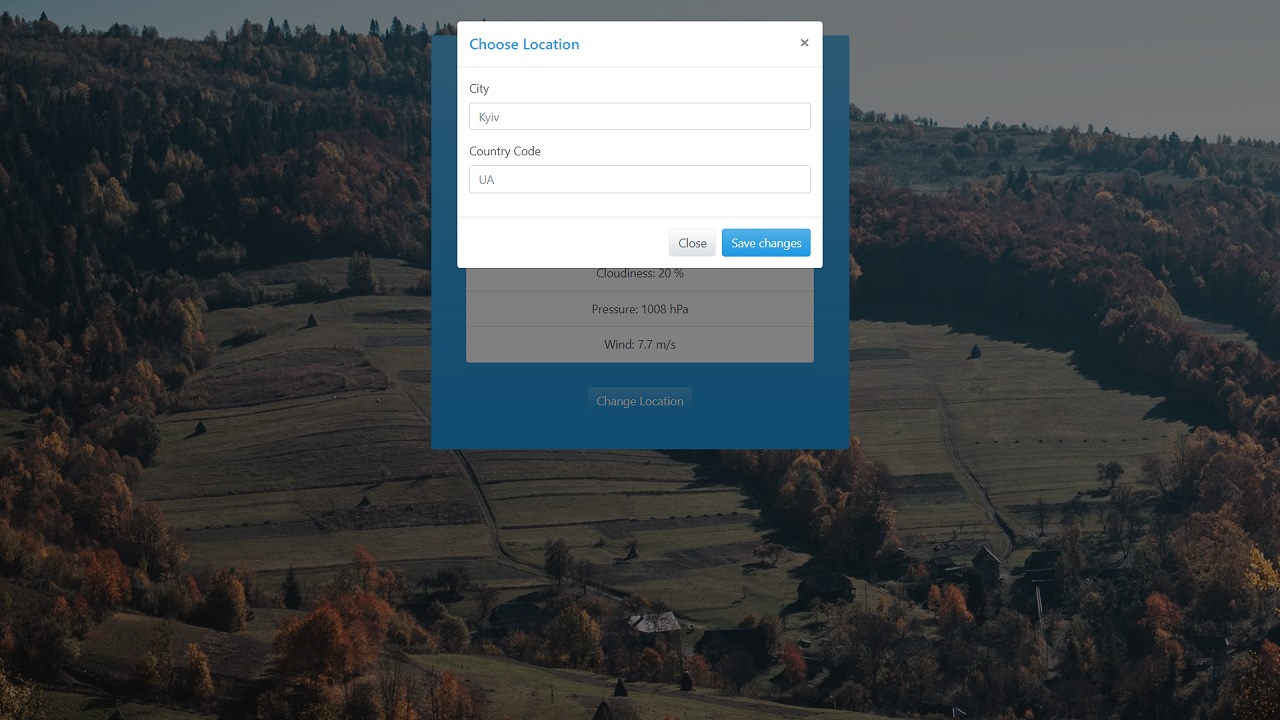 Choose Location
×
City
Kyiv
Country Code
UA
Close
Save changes
Cloudiness: 20 %
Pressure: 1008 hPa
Wind: 7.7 m/s
Change Location